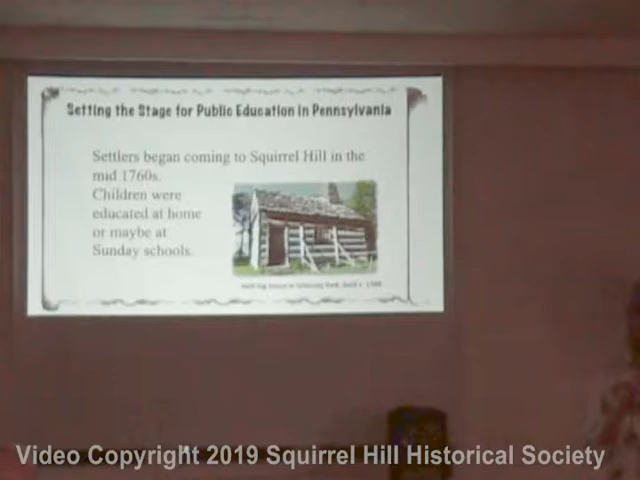 Setting the Stage for Public Education in Pennsylvania
Settlers began coming to Squirrel Hill in the
mid 1760s.
Children were
educated at home
or maybe at
Sunday schools.
Video Copyright 2019 Squirrel Hill Historical Society